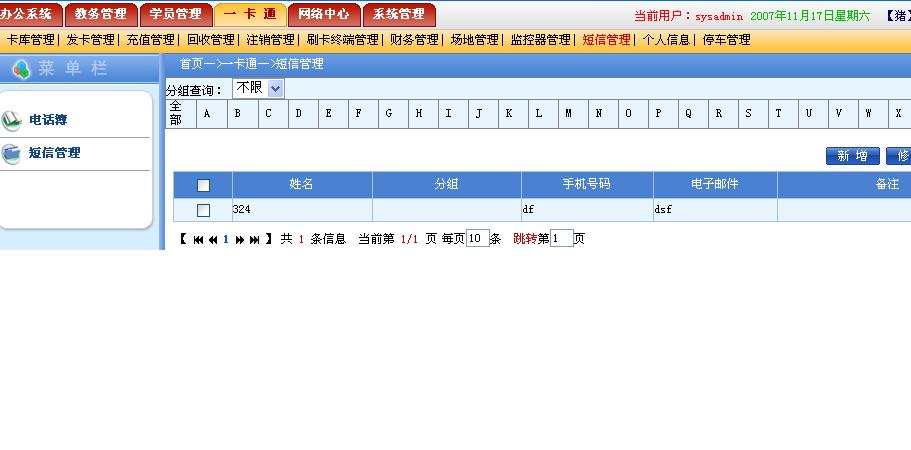 办公系统 教务管理 学员管理 一 卡 通 网络中心 系统管理 当前用户：sysadmin 2007年11月17日星期六 【猪】
卡库管理| 发卡管理| 充值管理| 回收管理| 注销管理| 刷卡终端管理| 财务管理| 场地管理| 监控器管理| 短信管理| 个人信息| 停车管理
菜 单 栏
首页—>一卡通—>短信管理
分组查询： 不限
全部 A B C D E F G H I J K L M N O P Q R S T U V W X
电话簿
短信管理
新 增 修
姓名 分组 手机号码 电子邮件 备注
324 df dsf
【 1 】 共 1 条信息 当前第 1/1 页 每页 10 条 跳转第 1 页